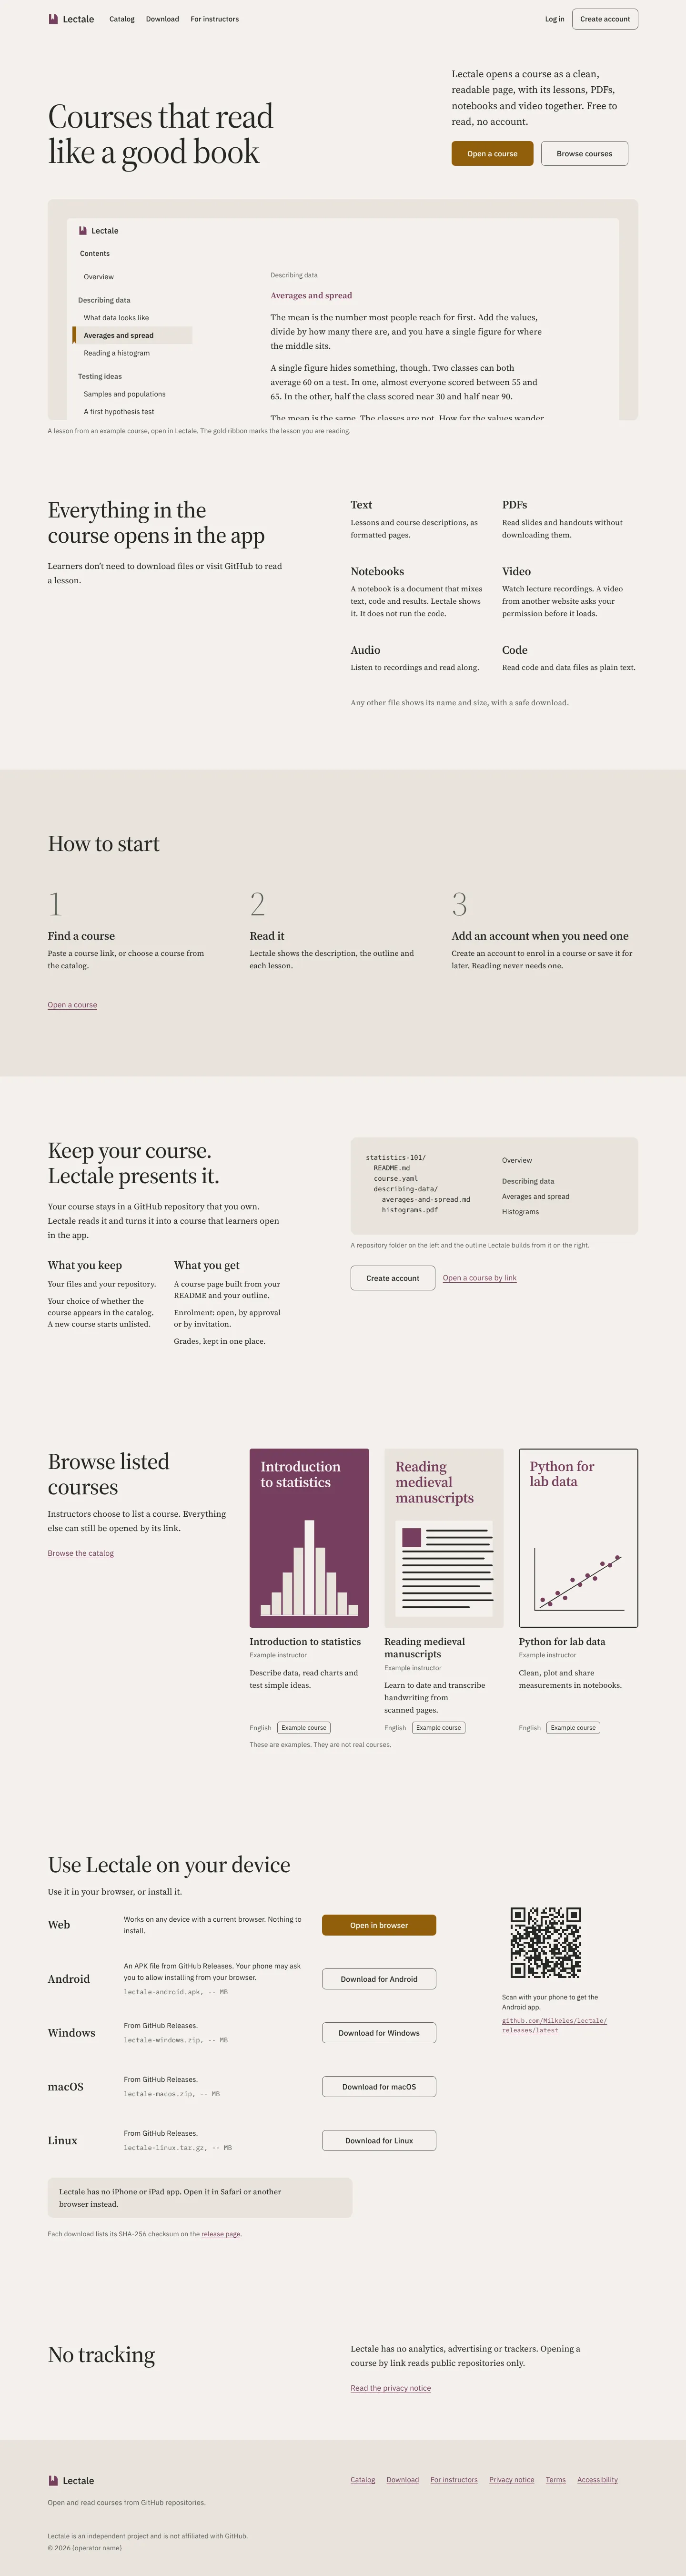 Lectale
Catalog
Download
For instructors
Log in
Create account
Courses that read
like a good book
Lectale opens a course as a clean,
readable page, with its lessons, PDFs,
notebooks and video together. Free to
read, no account.
Open a course
Browse courses
Lectale
Contents
Overview
Describing data
What data looks like
Averages and spread
Reading a histogram
Testing ideas
Samples and populations
A first hypothesis test
Describing data
Averages and spread
The mean is the number most people reach for first. Add the values,
divide by how many there are, and you have a single figure for where
the middle sits.
A single figure hides something, though. Two classes can both
average 60 on a test. In one, almost everyone scored between 55 and
65. In the other, half the class scored near 30 and half near 90.
The mean is the same. The classes are not. How far the values wander
A lesson from an example course, open in Lectale. The gold ribbon marks the lesson you are reading.
Everything in the
course opens in the app
Learners don't need to download files or visit GitHub to read
a lesson.
Text
Lessons and course descriptions, as
formatted pages.
PDFs
Read slides and handouts without
downloading them.
Notebooks
A notebook is a document that mixes
text, code and results. Lectale shows
it. It does not run the code.
Video
Watch lecture recordings. A video
from another website asks your
permission before it loads.
Audio
Listen to recordings and read along.
Code
Read code and data files as plain text.
Any other file shows its name and size, with a safe download.
How to start
1
Find a course
Paste a course link, or choose a course from
the catalog.
2
Read it
Lectale shows the description, the outline and
each lesson.
3
Add an account when you need one
Create an account to enrol in a course or save it for
later. Reading never needs one.
Open a course
Keep your course.
Lectale presents it.
Your course stays in a GitHub repository that you own.
Lectale reads it and turns it into a course that learners open
in the app.
What you keep
Your files and your repository.
Your choice of whether the
course appears in the catalog.
A new course starts unlisted.
What you get
A course page built from your
README and your outline.
Enrolment: open, by approval
or by invitation.
Grades, kept in one place.
statistics-101/
README.md
course.yaml
describing-data/
averages-and-spread.md
histograms.pdf
Overview
Describing data
Averages and spread
Histograms
A repository folder on the left and the outline Lectale builds from it on the right.
Create account
Open a course by link
Browse listed
courses
Instructors choose to list a course. Everything
else can still be opened by its link.
Browse the catalog
Introduction
to statistics
Introduction to statistics
Example instructor
Describe data, read charts and
test simple ideas.
English
Example course
Reading
medieval
manuscripts
Reading medieval
manuscripts
Example instructor
Learn to date and transcribe
handwriting from
scanned pages.
English
Example course
Python for
lab data
Python for lab data
Example instructor
Clean, plot and share
measurements in notebooks.
English
Example course
These are examples. They are not real courses.
Use Lectale on your device
Use it in your browser, or install it.
Web
Works on any device with a current browser. Nothing to
install.
Open in browser
Android
An APK file from GitHub Releases. Your phone may ask
you to allow installing from your browser.
lectale-android.apk, -- MB
Download for Android
Windows
From GitHub Releases.
lectale-windows.zip, -- MB
Download for Windows
macOS
From GitHub Releases.
lectale-macos.zip, -- MB
Download for macOS
Linux
From GitHub Releases.
lectale-linux.tar.gz, -- MB
Download for Linux
Scan with your phone to get the
Android app.
github.com/Milkeles/lectale/
releases/latest
Lectale has no iPhone or iPad app. Open it in Safari or another
browser instead.
Each download lists its SHA-256 checksum on the release page.
No tracking
Lectale has no analytics, advertising or trackers. Opening a
course by link reads public repositories only.
Read the privacy notice
Lectale
Open and read courses from GitHub repositories.
Catalog
Download
For instructors
Privacy notice
Terms
Accessibility
Lectale is an independent project and is not affiliated with GitHub.
© 2026 {operator name}